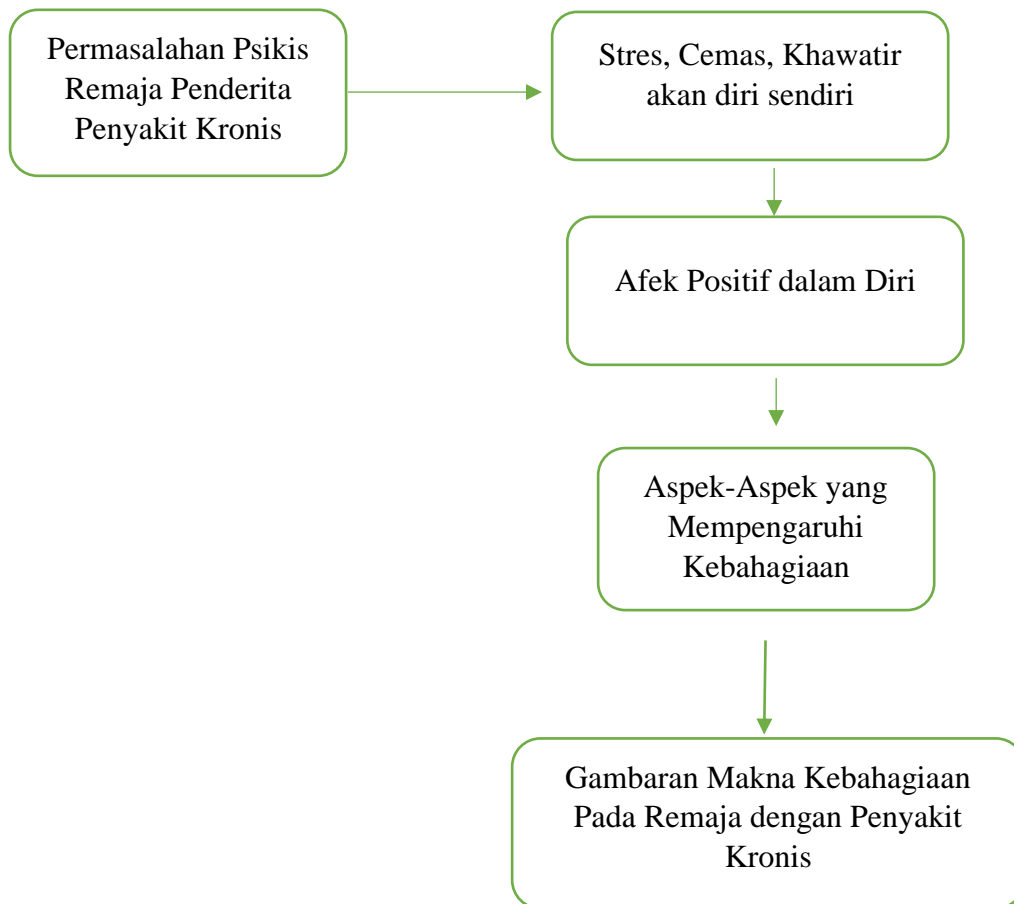 Permasalahan Psikis
Remaja Penderita
Penyakit Kronis
Stres, Cemas, Khawatir
akan diri sendiri
Afek Positif dalam Diri
Aspek-Aspek yang
Mempengaruhi
Kebahagiaan
Gambaran Makna Kebahagiaan
Pada Remaja dengan Penyakit
Kronis